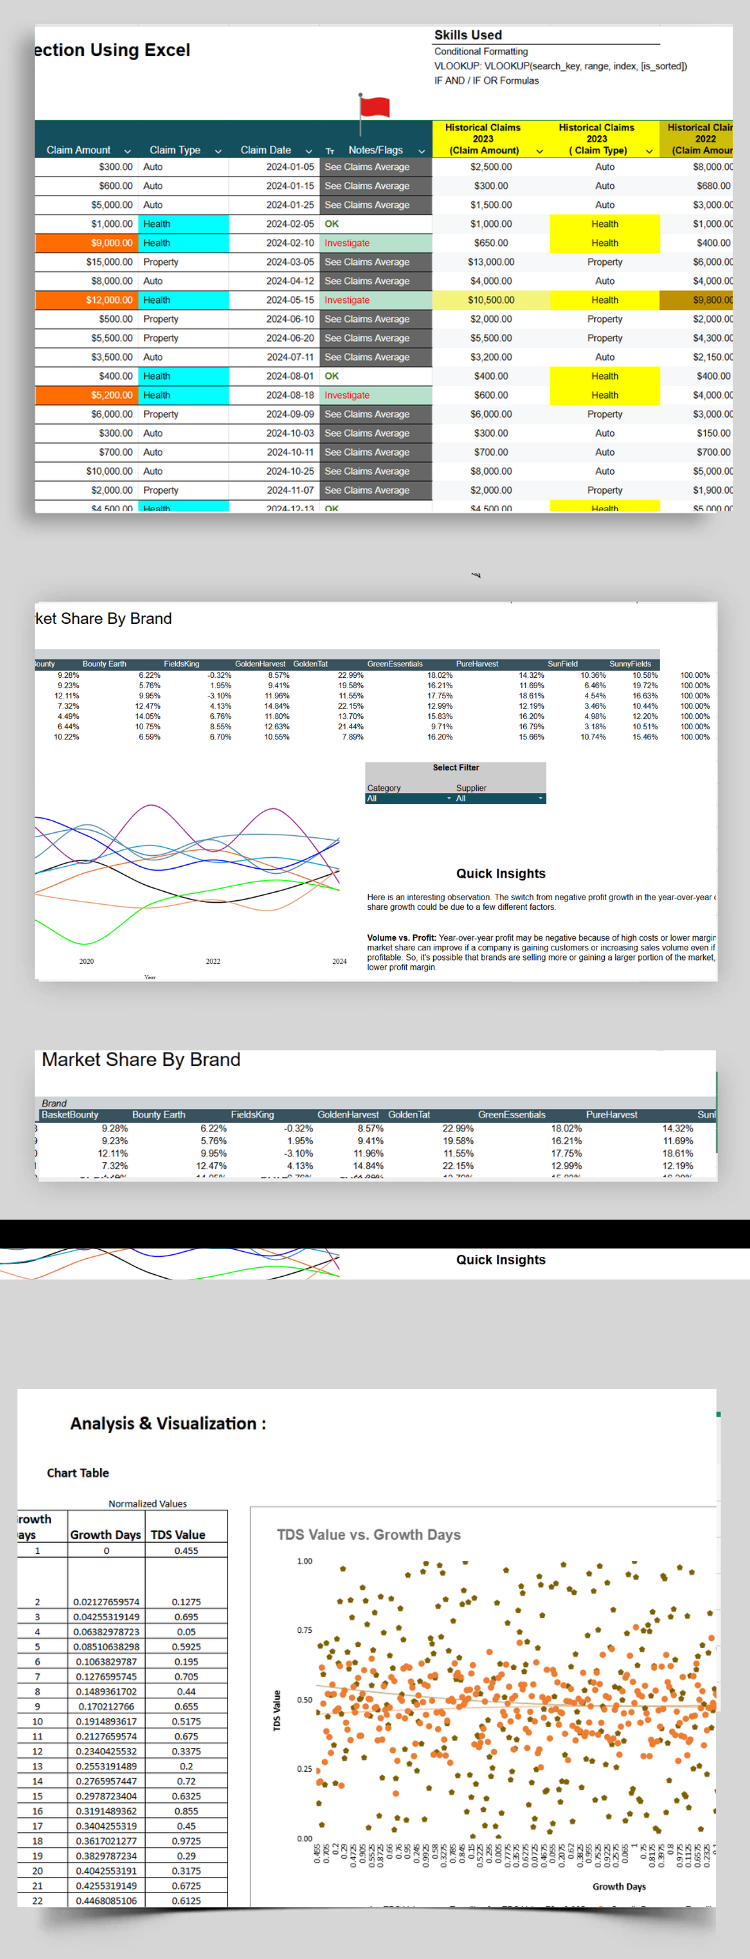 ection Using Excel
Skills Used
Conditional Formatting
VLOOKUP: VLOOKUP(search_key, range, index, [is_sorted])
IF AND / IF OR Formulas
Historical Claims 2023 (Claim Amount) Historical Claims 2023 ( Claim Type) Historical Clai 2022 (Claim Amour
Claim Amount Claim Type Claim Date Tт Notes/Flags
$300.00 Auto 2024-01-05 See Claims Average $2,500.00 Auto $8,000.00
$600.00 Auto 2024-01-15 See Claims Average $300.00 Auto $680.00
$5,000.00 Auto 2024-01-25 See Claims Average $1,500.00 Auto $3,000.00
$1,000.00 Health 2024-02-05 OK $1,000.00 Health $1,000.00
$9,000.00 Health 2024-02-10 Investigate $650.00 Health $400.00
$15,000.00 Property 2024-03-05 See Claims Average $13,000.00 Property $6,000.00
$8,000.00 Auto 2024-04-12 See Claims Average $4,000.00 Auto $4,000.00
$12,000.00 Health 2024-05-15 Investigate $10,500.00 Health $9,800.00
$500.00 Property 2024-06-10 See Claims Average $2,000.00 Property $2,000.00
$5,500.00 Property 2024-06-20 See Claims Average $5,500.00 Property $4,300.00
$3,500.00 Auto 2024-07-11 See Claims Average $3,200.00 Auto $2,150.00
$400.00 Health 2024-08-01 OK $400.00 Health $400.00
$5,200.00 Health 2024-08-18 Investigate $600.00 Health $4,000.00
$6,000.00 Property 2024-09-09 See Claims Average $6,000.00 Property $3,000.00
$300.00 Auto 2024-10-03 See Claims Average $300.00 Auto $150.00
$700.00 Auto 2024-10-11 See Claims Average $700.00 Auto $700.00
$10,000.00 Auto 2024-10-25 See Claims Average $8,000.00 Auto $5,000.00
$2,000.00 Property 2024-11-07 See Claims Average $2,000.00 Property $1,900.00
$4,500.00 Health 2024-12-13 OK $4,500.00 Health $5,000.00
ket Share By Brand
ounty Bounty Earth FieldsKing GoldenHarvest GoldenTat GreenEssentials PureHarvest SunField SunnyFields
9.28% 6.22% -0.32% 8.57% 22.99% 18.02% 14.32% 10.36% 10.58% 100.00%
9.23% 5.76% 1.95% 9.41% 19.58% 16.21% 11.69% 6.46% 19.72% 100.00%
12.11% 9.95% -3.10% 11.96% 11.55% 17.75% 18.61% 4.54% 16.63% 100.00%
7.32% 12.47% 4.13% 14.84% 22.15% 12.99% 12.19% 3.46% 10.44% 100.00%
4.49% 14.05% 6.76% 11.80% 13.70% 15.83% 16.20% 4.98% 12.20% 100.00%
6.44% 10.75% 8.55% 12.63% 21.44% 9.71% 16.79% 3.18% 10.51% 100.00%
10.22% 6.59% 6.70% 10.55% 7.89% 16.20% 15.66% 10.74% 15.46% 100.00%
Select Filter
Category Supplier
All All
Quick Insights
Here is an interesting observation. The switch from negative profit growth in the year-over-year
share growth could be due to a few different factors.
Volume vs. Profit: Year-over-year profit may be negative because of high costs or lower margin
market share can improve if a company is gaining customers or increasing sales volume even if
profitable. So, it's possible that brands are selling more or gaining a larger portion of the market,
lower profit margin.
2020 2022 2024
Year
Market Share By Brand
Brand
BasketBounty Bounty Earth FieldsKing GoldenHarvest GoldenTat GreenEssentials PureHarvest Sunf
9.28% 6.22% -0.32% 8.57% 22.99% 18.02% 14.32%
9.23% 5.76% 1.95% 9.41% 19.58% 16.21% 11.69%
12.11% 9.95% -3.10% 11.96% 11.55% 17.75% 18.61%
7.32% 12.47% 4.13% 14.84% 22.15% 12.99% 12.19%
Quick Insights
Analysis & Visualization :
Chart Table
Normalized Values
rowth ays Growth Days TDS Value
1 0 0.455
2 0.02127659574 0.1275
3 0.04255319149 0.695
4 0.06382978723 0.05
5 0.08510638298 0.5925
6 0.1063829787 0.195
7 0.1276595745 0.705
8 0.1489361702 0.44
9 0.170212766 0.655
10 0.1914893617 0.5175
11 0.2127659574 0.675
12 0.2340425532 0.3375
13 0.2553191489 0.2
14 0.2765957447 0.72
15 0.2978723404 0.6325
16 0.3191489362 0.855
17 0.3404255319 0.45
18 0.3617021277 0.9725
19 0.3829787234 0.29
20 0.4042553191 0.3175
21 0.4255319149 0.6725
22 0.4468085106 0.6125
TDS Value vs. Growth Days
1.00
0.75
0.50
0.25
0.00
TDS Value
Growth Days